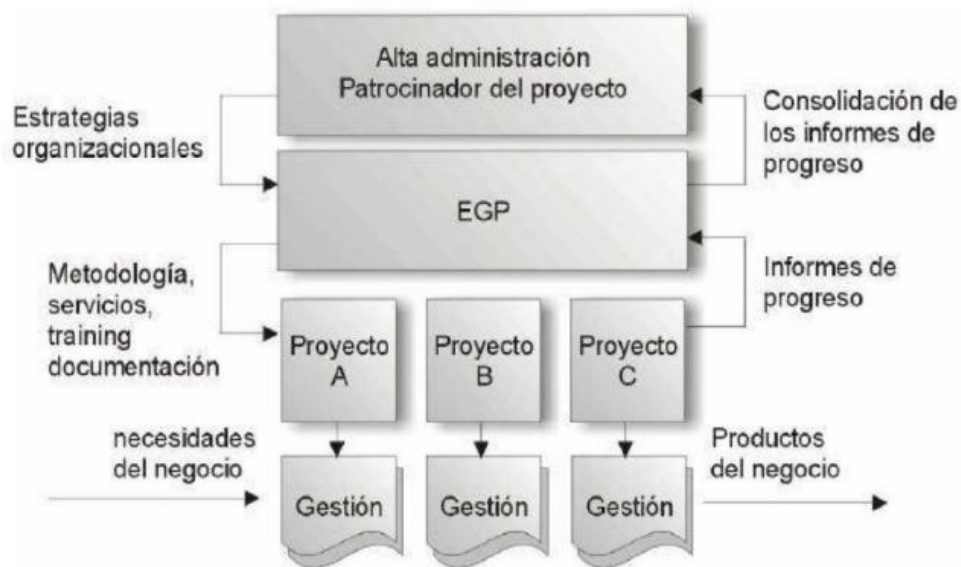 Alta administración
Patrocinador del proyecto
Estrategias
organizacionales
Consolidación de
los informes de
progreso
EGP
Metodología,
servicios,
training
documentación
Informes de
progreso
Proyecto
A
Proyecto
B
Proyecto
C
necesidades
del negocio
Productos
del negocio
Gestión
Gestión
Gestión